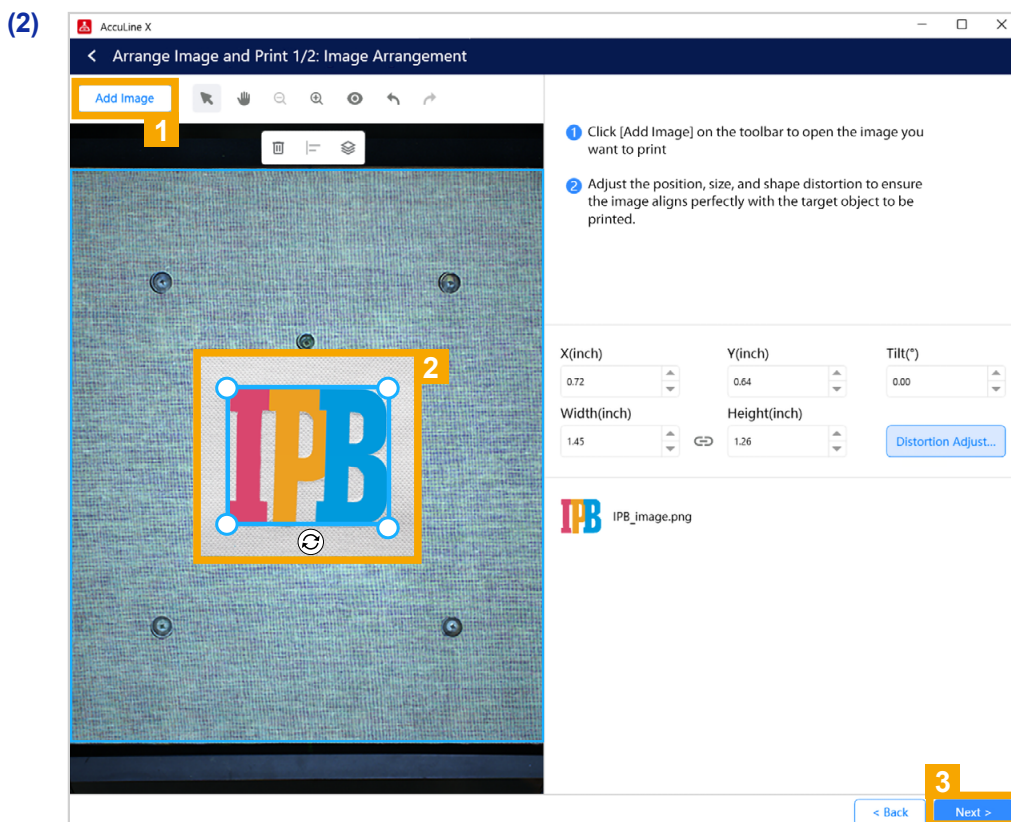 (2)
AccuLine X
Arrange Image and Print 1/2: Image Arrangement
Add Image
1
1 Click [Add Image] on the toolbar to open the image you
want to print
2 Adjust the position, size, and shape distortion to ensure
the image aligns perfectly with the target object to be
printed.
2
IPB
X(inch) Y(inch) Tilt(°)
0.72 0.64 0.00
Width(inch) Height(inch)
1.45 1.26 Distortion Adjust...
IPB IPB_image.png
3
< Back Next >